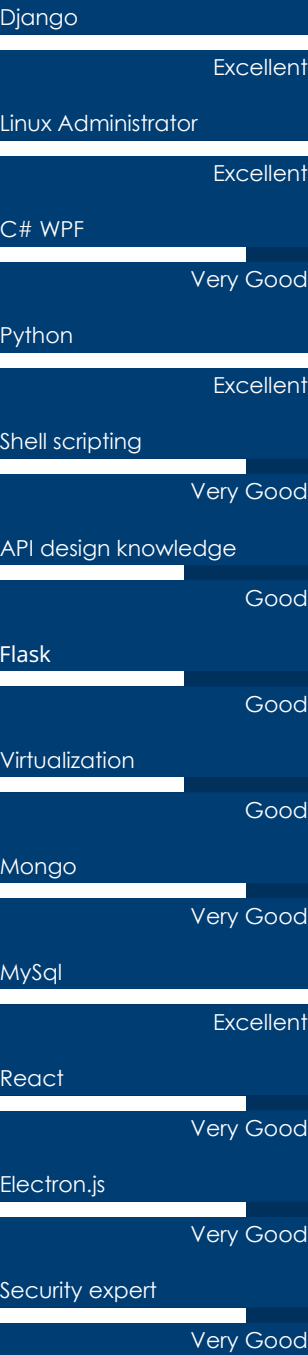 Django
Excellent
Linux Administrator
Excellent
C# WPF
Very Good
Python
Excellent
Shell scripting
Very Good
API design knowledge
Good
Flask
Good
Virtualization
Good
Mongo
Very Good
MySql
Excellent
React
Very Good
Electron.js
Very Good
Security expert
Very Good